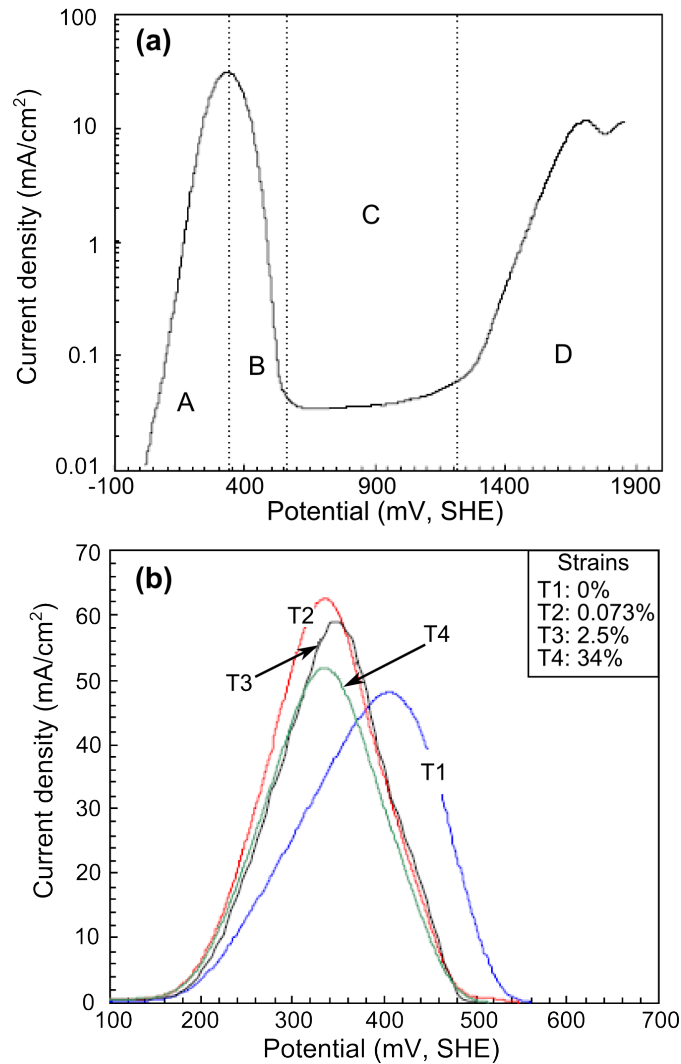 (a)
Current density (mA/cm²)
100
10
1
0.1
0.01
A
B
C
D
-100
400
900
1400
1900
Potential (mV, SHE)
(b)
Current density (mA/cm²)
70
60
50
40
30
20
10
0
Strains
T1: 0%
T2: 0.073%
T3: 2.5%
T4: 34%
T2
T4
T3
T1
100
200
300
400
500
600
700
Potential (mV, SHE)